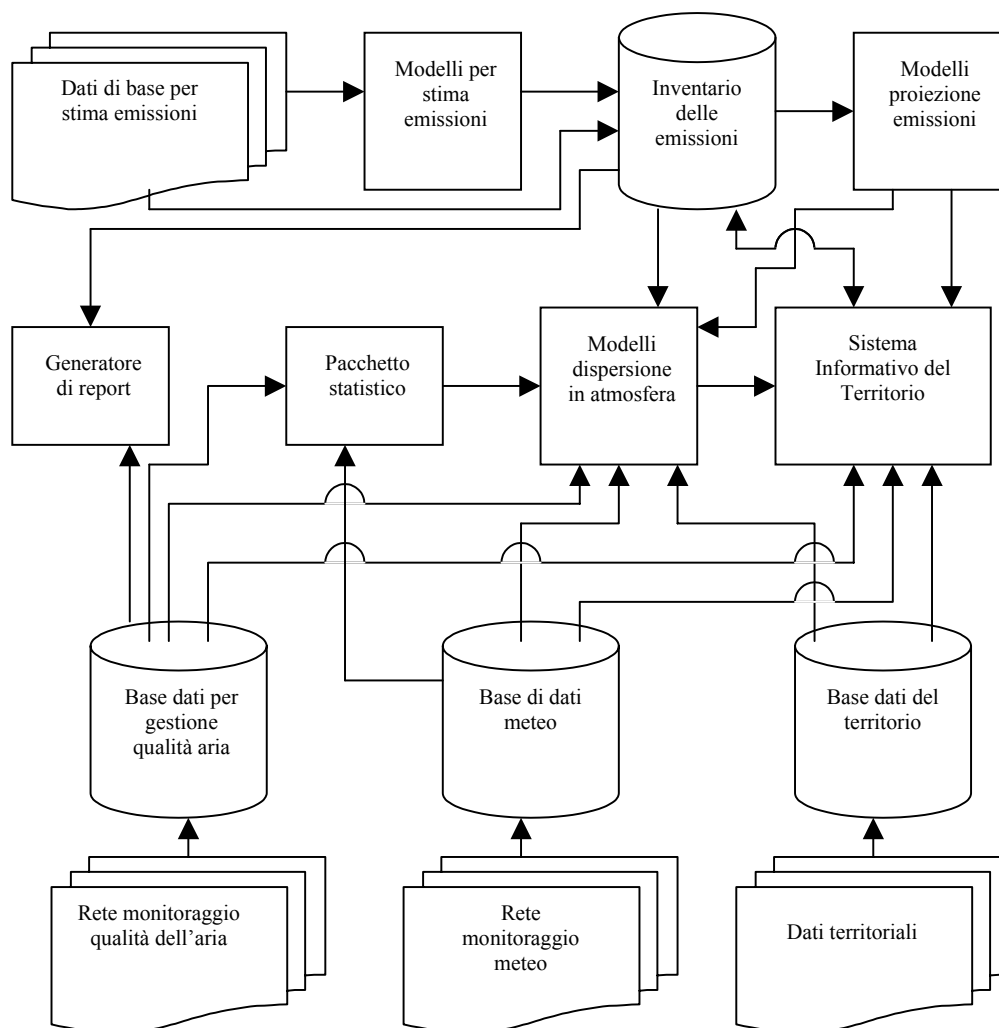 Dati di base per
stima emissioni
Modelli per
stima
emissioni
Inventario
delle
emissioni
Modelli
proiezione
emissioni
Generatore
di report
Pacchetto
statistico
Modelli
dispersione
in atmosfera
Sistema
Informativo del
Territorio
Base dati per
gestione
qualità aria
Base di dati
meteo
Base dati del
territorio
Rete monitoraggio
qualità dell'aria
Rete
monitoraggio
meteo
Dati territoriali